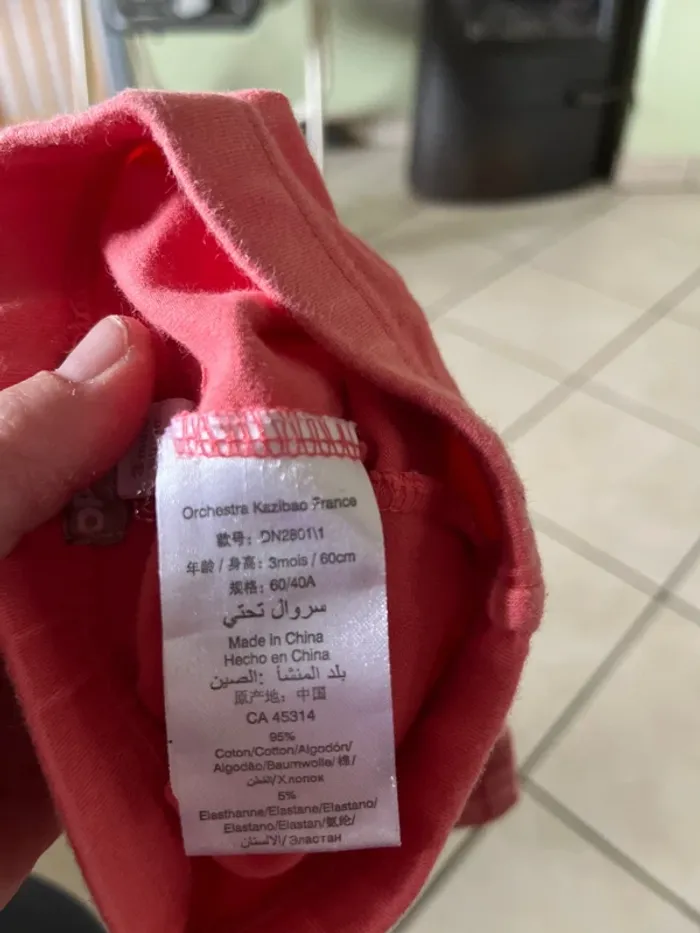 Orchestra Kazibao France
款号: DN2801\1
年龄 / 身高: 3mois / 60cm
规格: 60/40A
سروال تحتي
Made in China
Hecho en China
بلد المنشأ: الصين
原产地: 中国
CA 45314
95%
Coton/Cotton/Algodón/
Algodão/Baumwolle/棉/
القطن/Хлопок
5%
Elasthanne/Elastane/Elastano/
Elastano/Elastan/氨纶/
الاستان/Эластан